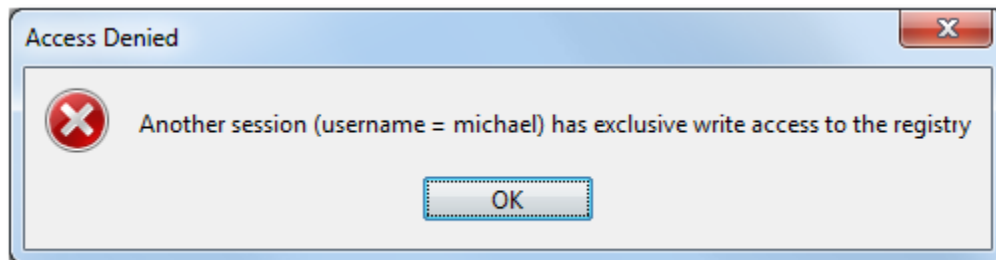 Access Denied
Another session (username = michael) has exclusive write access to the registry
OK